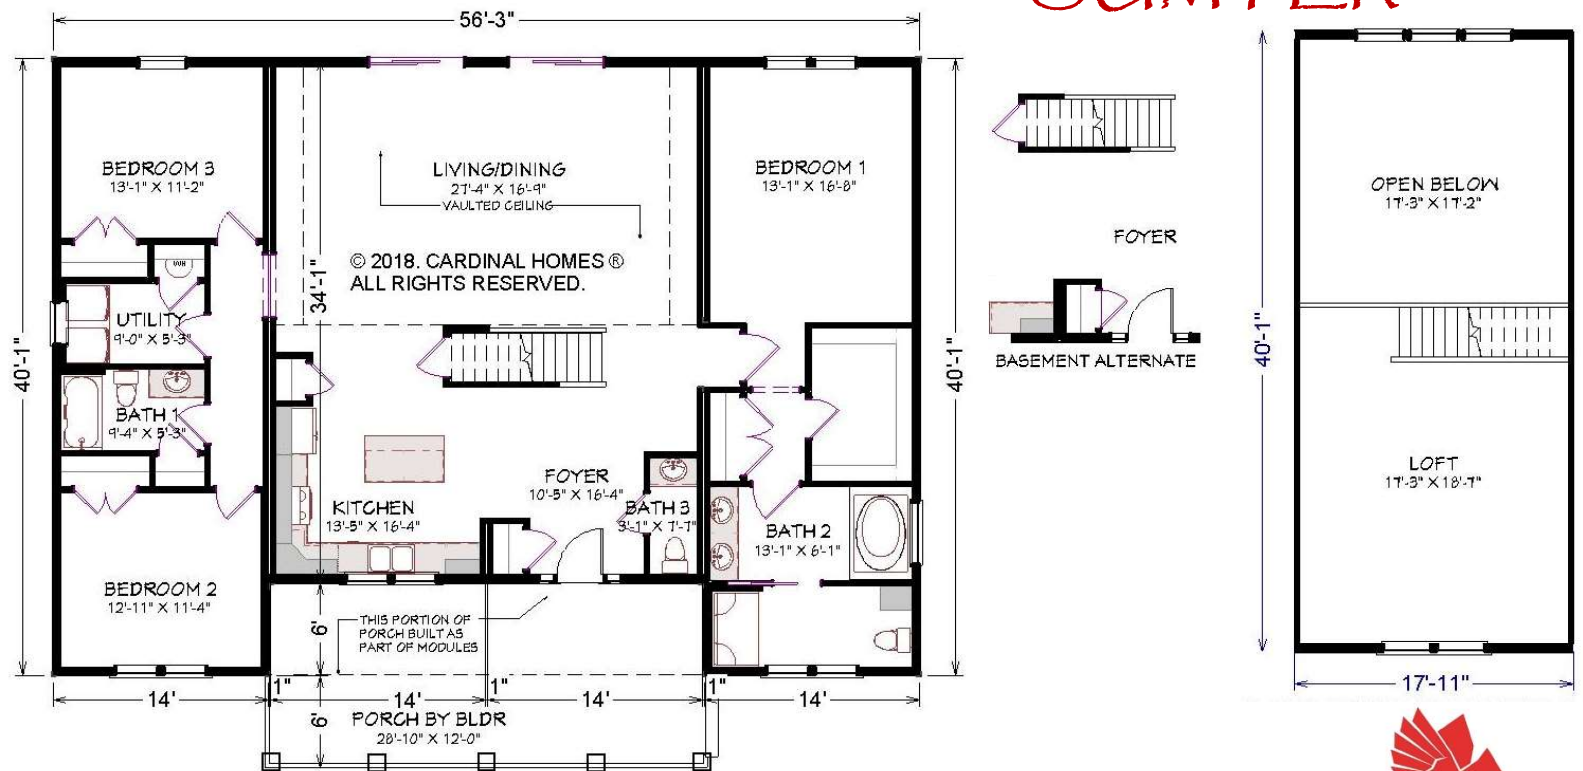 56'-3"
BEDROOM 3
13'-1" X 11'-2"
LIVING/DINING
27'-4" X 16'-9"
VAULTED CEILING
BEDROOM 1
13'-1" X 16'-8"
OPEN BELOW
17'-3" X 17'-2"
FOYER
© 2018. CARDINAL HOMES ®
ALL RIGHTS RESERVED.
WH
34'-1"
UTILITY
9'-0" X 5'-3"
40'-1"
40'-1"
BASEMENT ALTERNATE
40'-1"
BATH 1
9'-4" X 5'-3"
LOFT
17'-3" X 18'-7"
FOYER
10'-5" X 16'-4"
KITCHEN
13'-5" X 16'-4"
BATH 3
3'-1" X 7'-7"
BATH 2
13'-1" X 6'-1"
BEDROOM 2
12'-11" X 11'-4"
6'
THIS PORTION OF
PORCH BUILT AS
PART OF MODULES
14'
1"
14'
1"
14'
1"
14'
17'-11"
6'
PORCH BY BLDR
28'-10" X 12'-0"